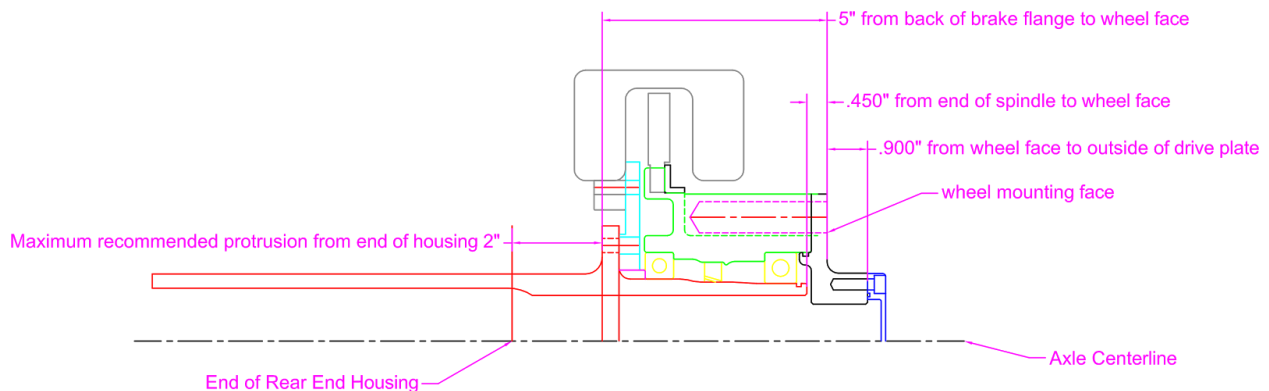 5" from back of brake flange to wheel face
.450" from end of spindle to wheel face
.900" from wheel face to outside of drive plate
wheel mounting face
Maximum recommended protrusion from end of housing 2"
Axle Centerline
End of Rear End Housing